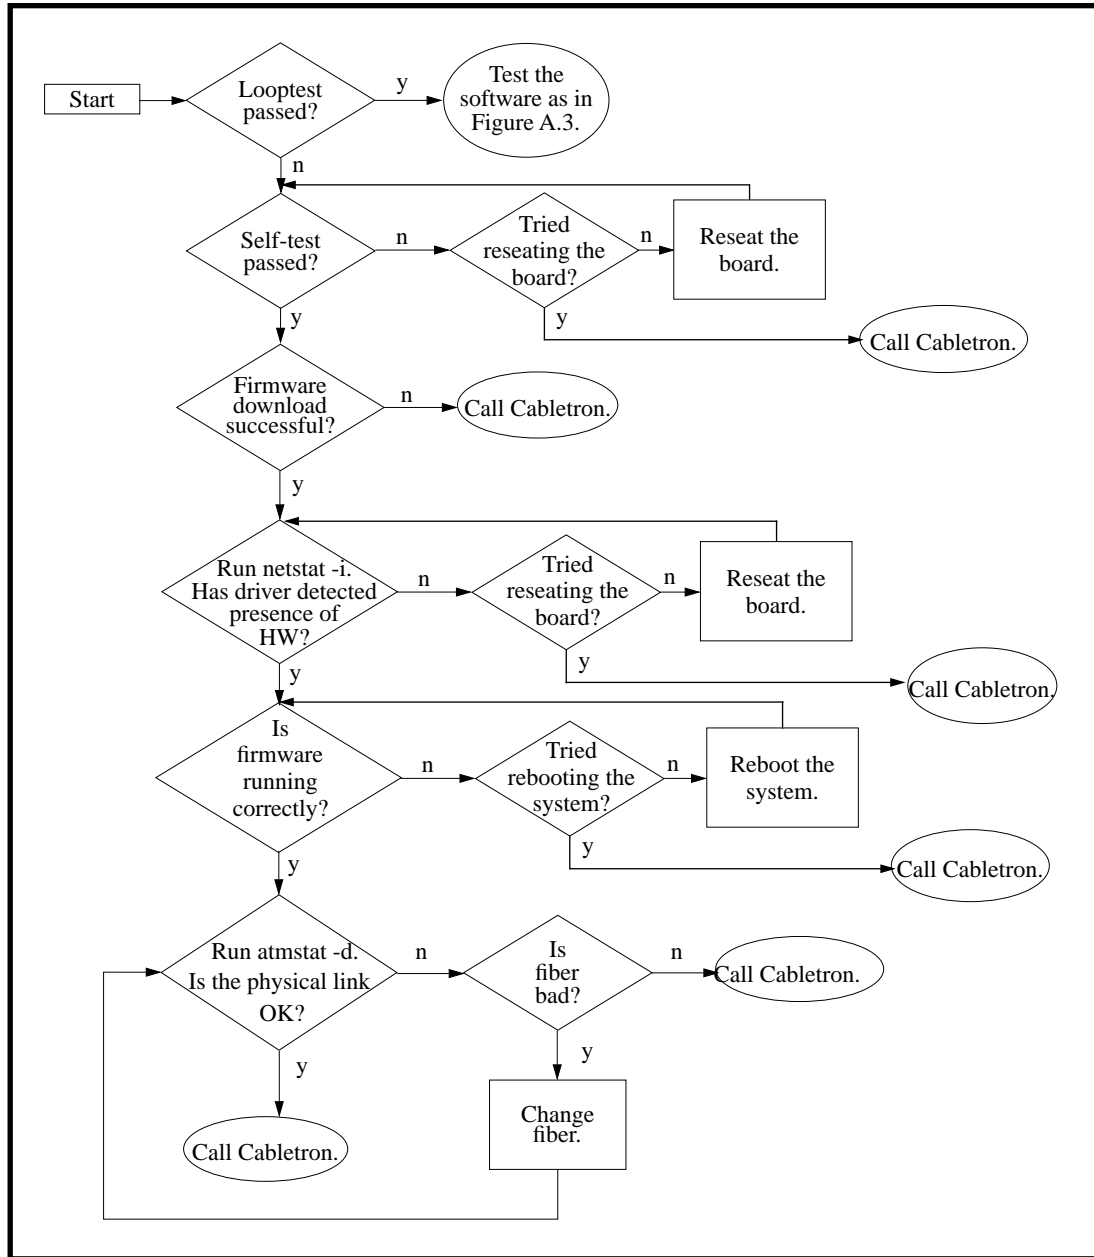 Start
Looptest
passed?
y
Test the
software as in
Figure A.3.
n
Self-test
passed?
n
Tried
reseating the
board?
n
Reseat the
board.
y
y
Call Cabletron.
Firmware
download
successful?
n
Call Cabletron.
y
Run netstat -i.
Has driver detected
presence of
HW?
n
Tried
reseating the
board?
n
Reseat the
board.
y
y
Call Cabletron.
Is
firmware
running
correctly?
n
Tried
rebooting the
system?
n
Reboot the
system.
y
y
Call Cabletron.
Run atmstat -d.
Is the physical link
OK?
n
Is
fiber
bad?
n
Call Cabletron.
y
y
Change
fiber.
Call Cabletron.